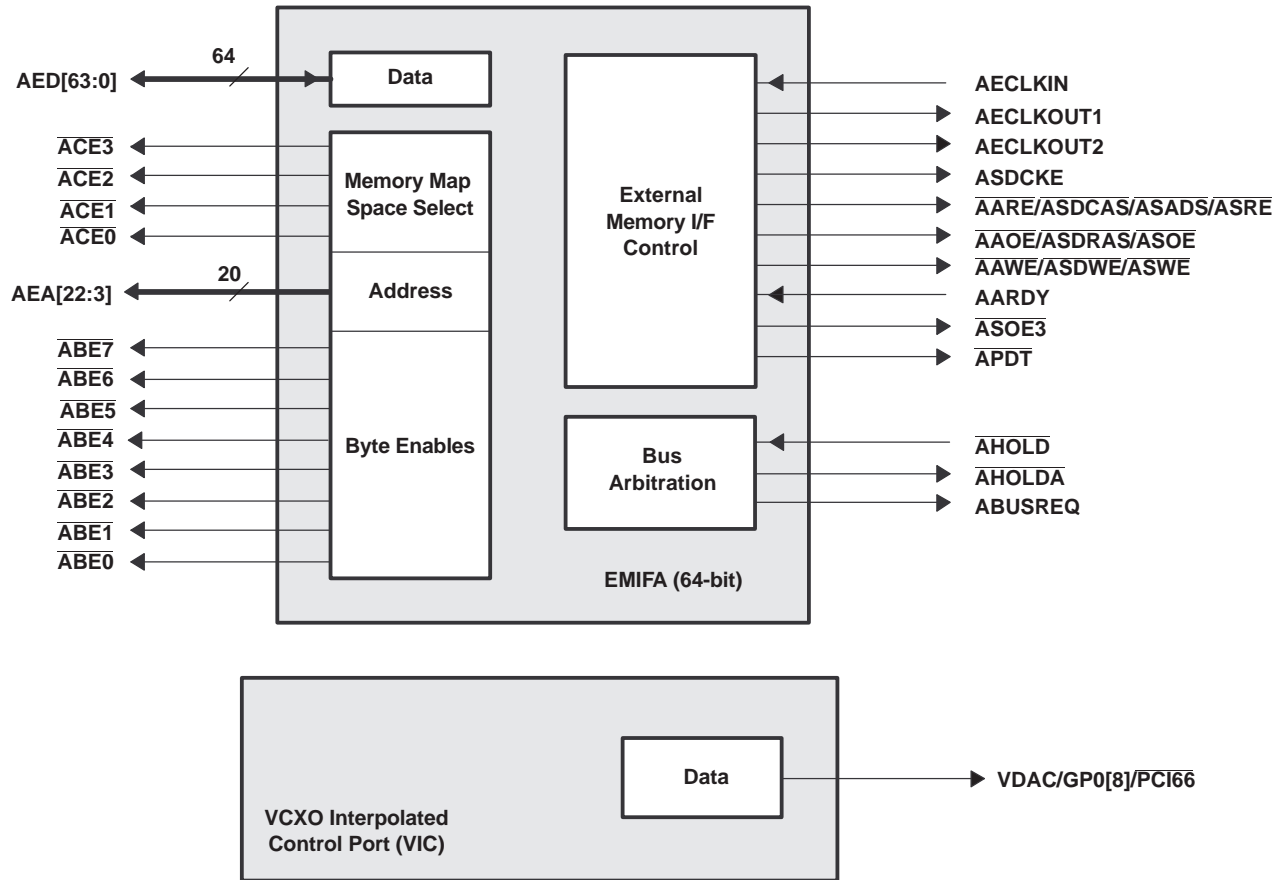 64
AED[63:0]
Data
ACE3
ACE2
ACE1
ACE0
Memory Map
Space Select
20
AEA[22:3]
Address
ABE7
ABE6
ABE5
ABE4
ABE3
ABE2
ABE1
ABE0
Byte Enables
External
Memory I/F
Control
AECLKIN
AECLKOUT1
AECLKOUT2
ASDCKE
AARE/ASDCAS/ASADS/ASRE
AAOE/ASDRAS/ASOE
AAWE/ASDWE/ASWE
AARDY
ASOE3
APDT
Bus
Arbitration
AHOLD
AHOLDA
ABUSREQ
EMIFA (64-bit)
Data
VDAC/GP0[8]/PCI66
VCXO Interpolated
Control Port (VIC)